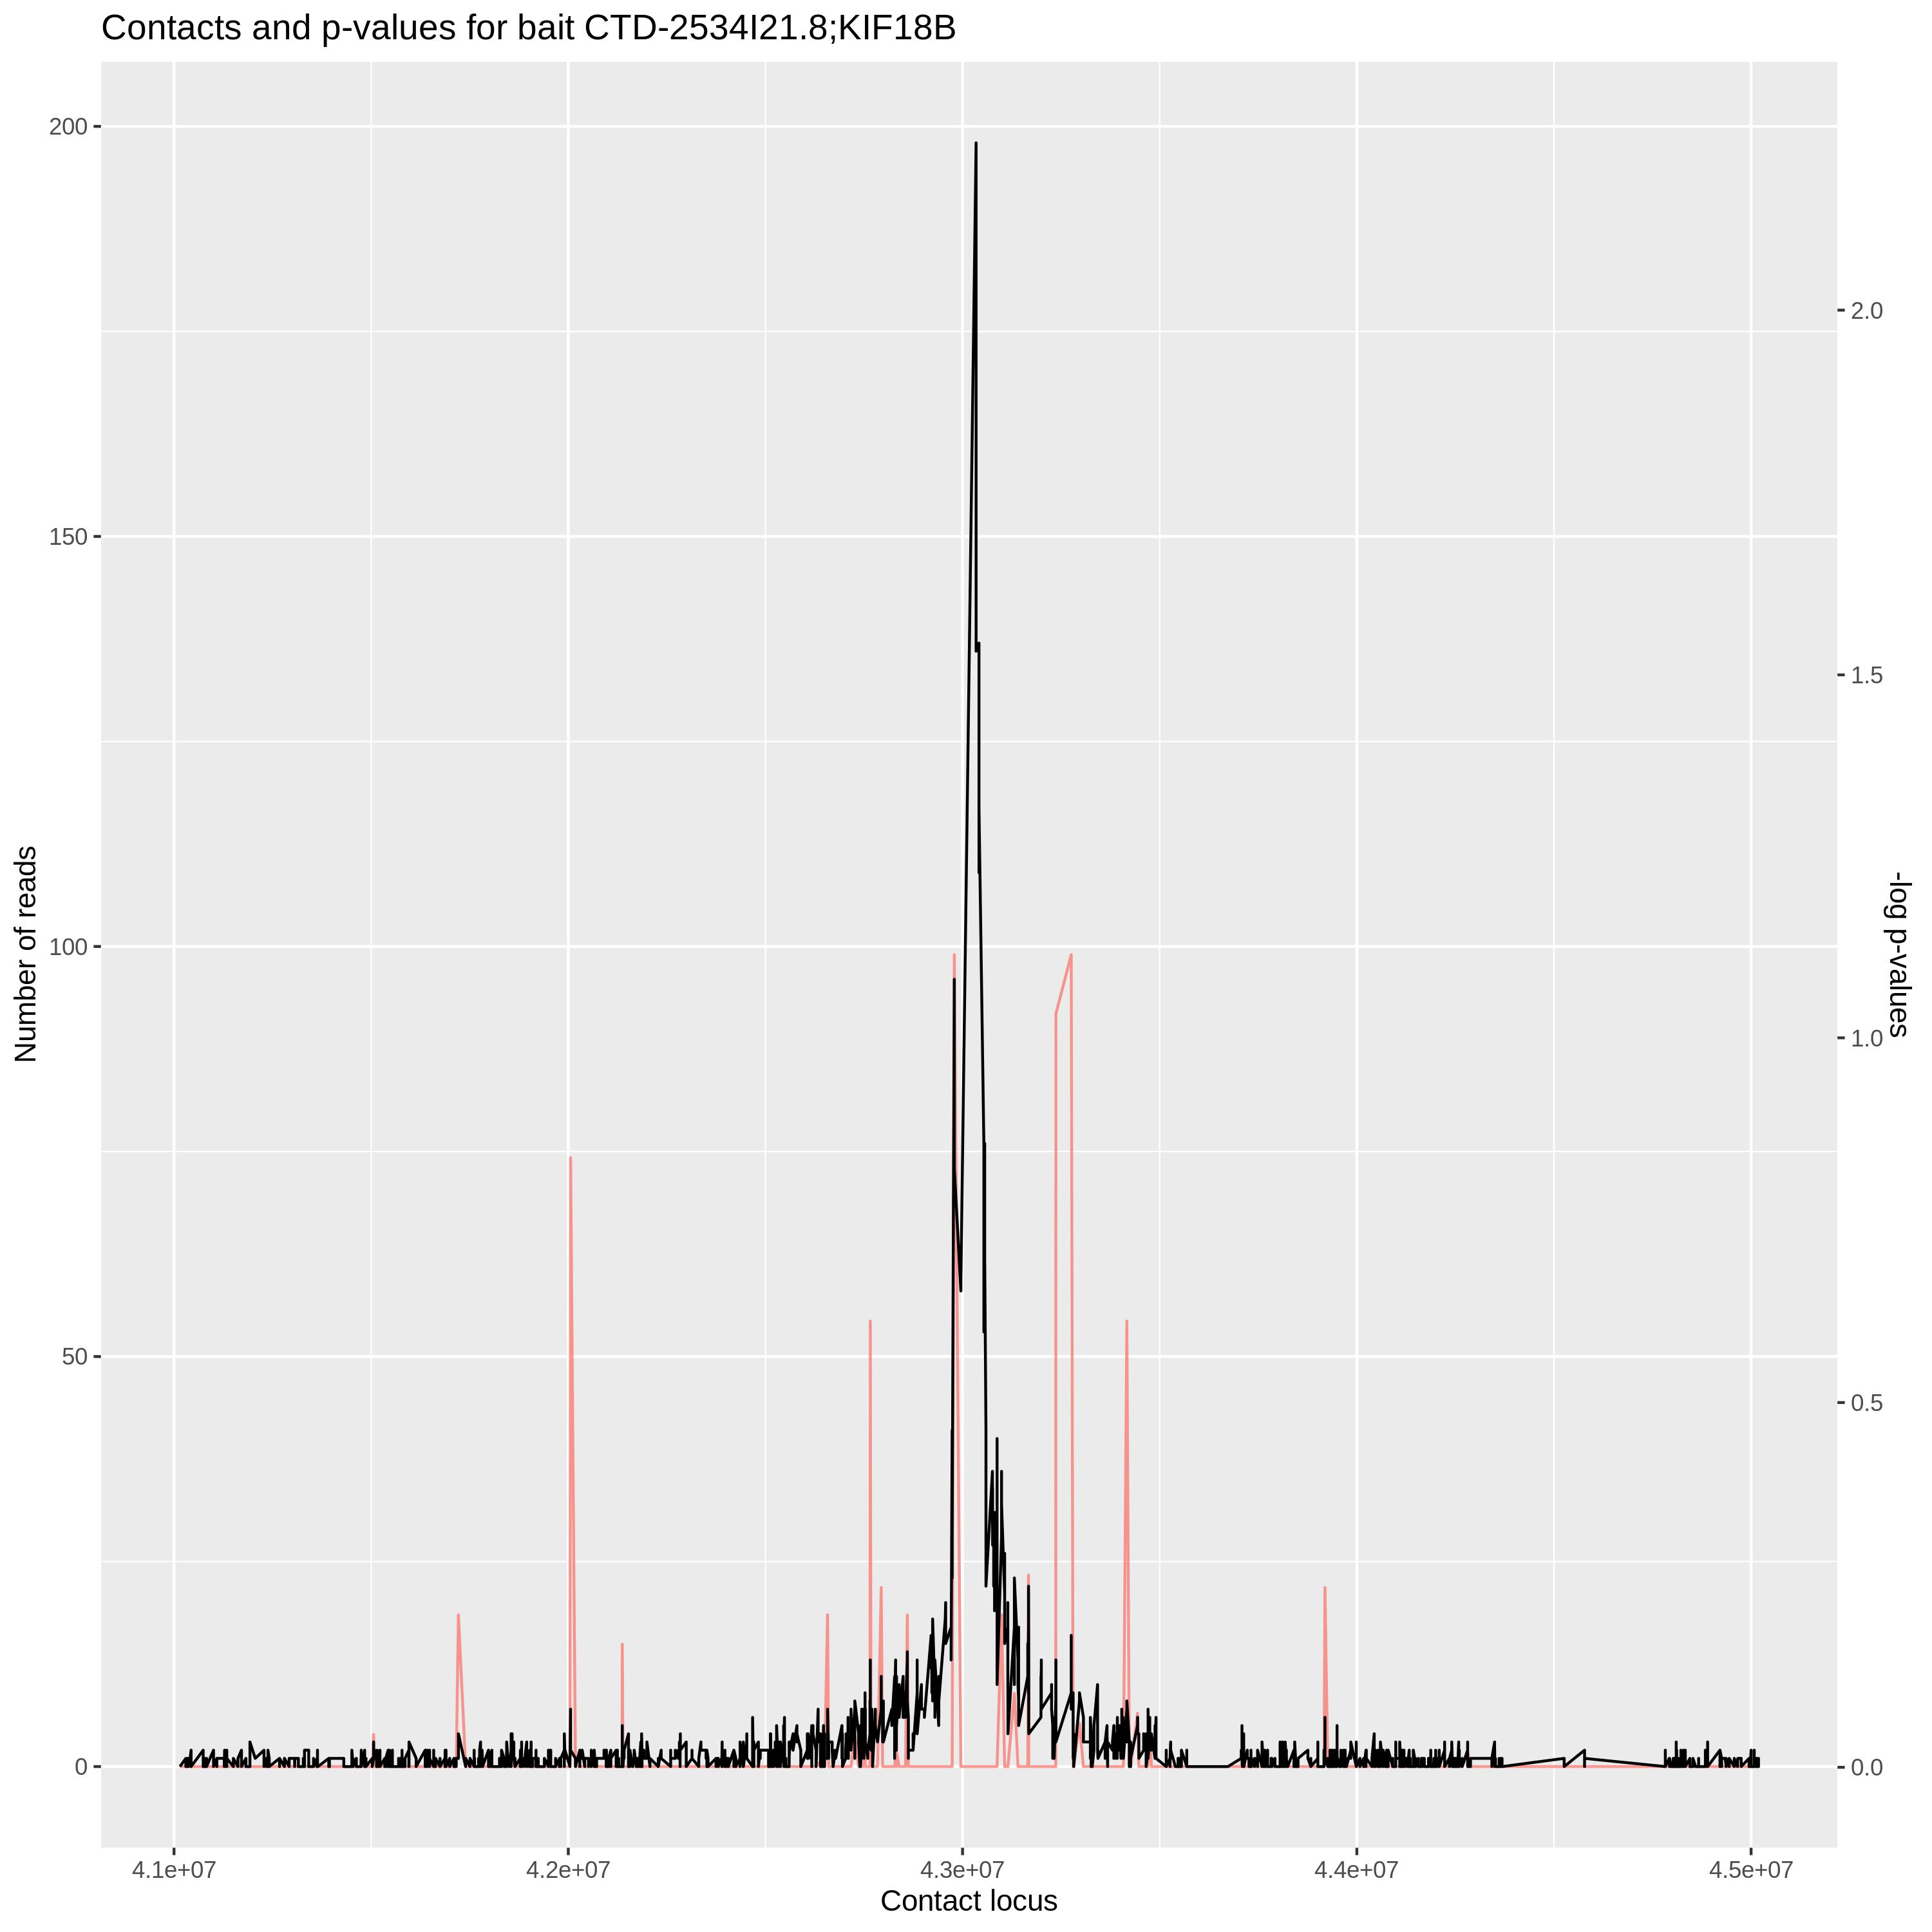 Contacts and p-values for bait CTD-2534I21.8;KIF18B
200
150
100
50
0
Number of reads
2.0
1.5
1.0
0.5
0.0
-log p-values
4.1e+07
4.2e+07
4.3e+07
4.4e+07
4.5e+07
Contact locus